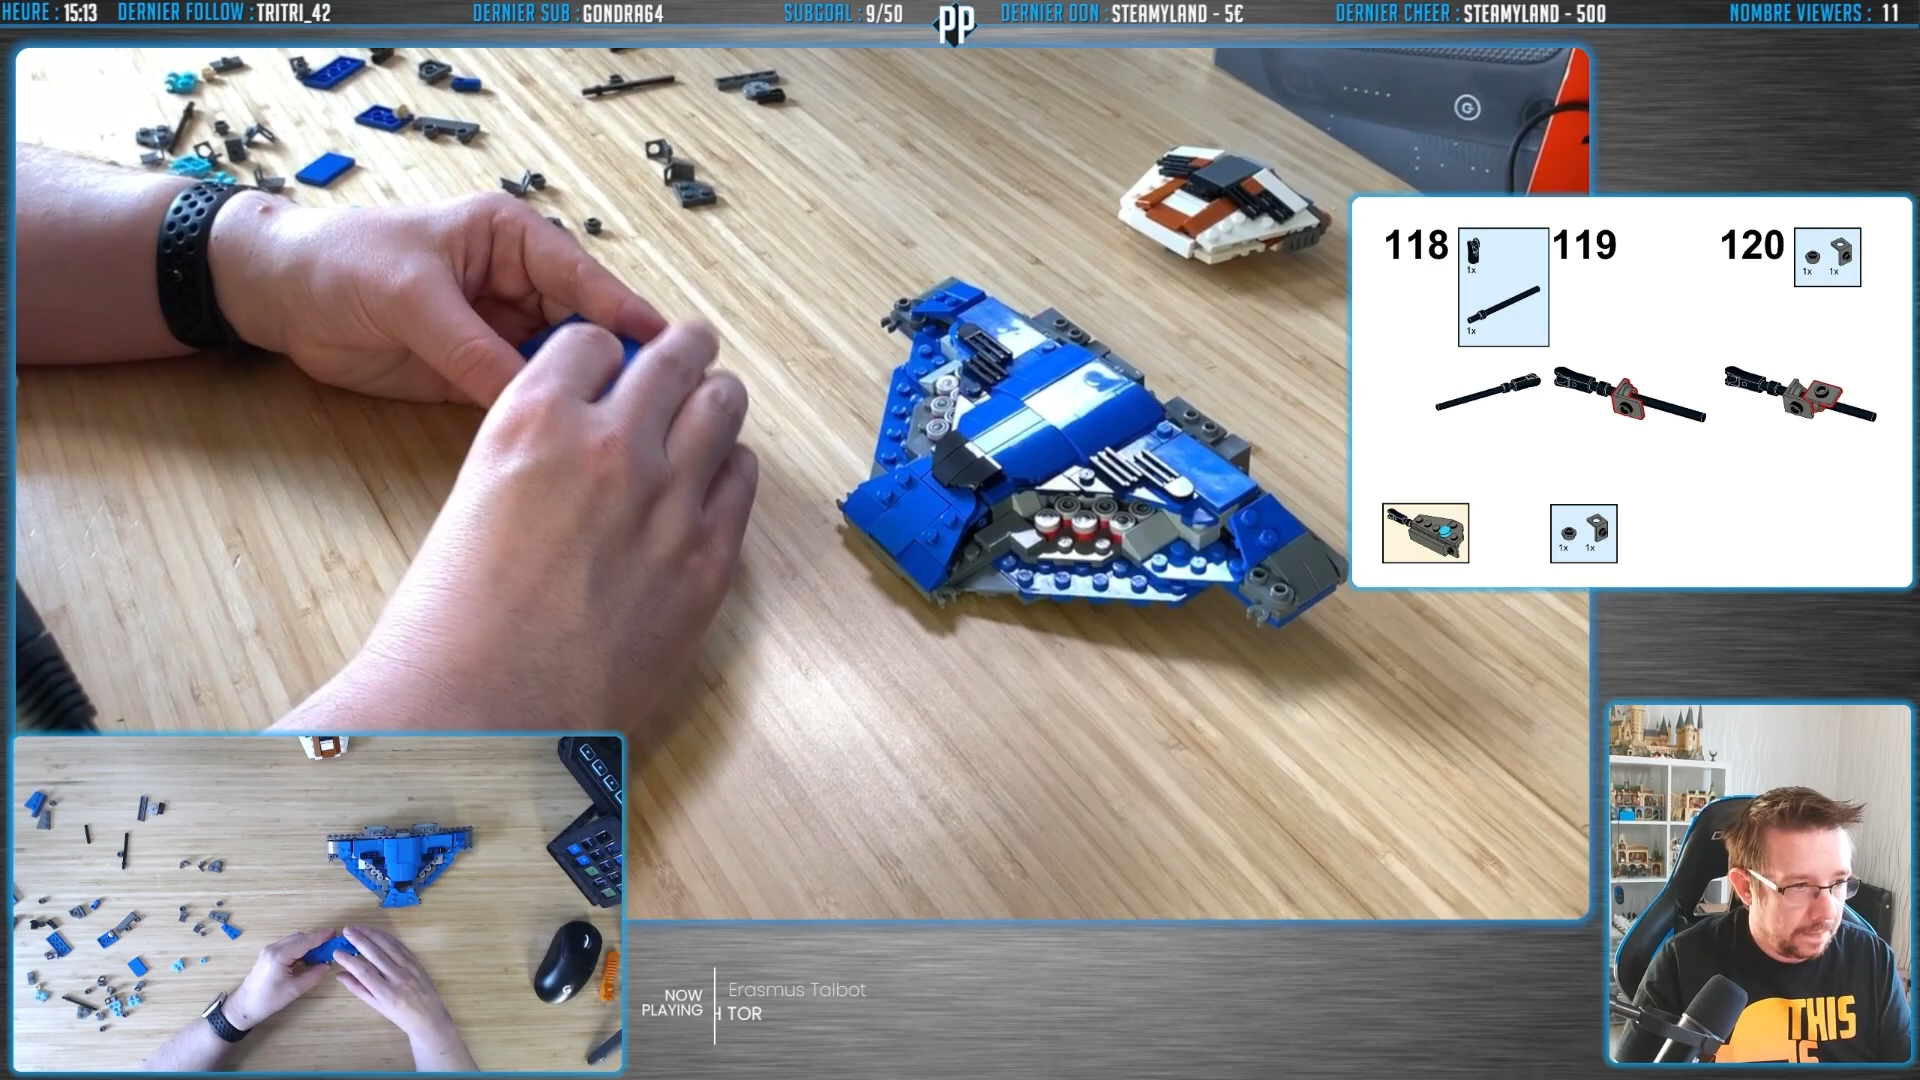 HEURE : 15:13 DERNIER FOLLOW : TRITRI_42 DERNIER SUB : GONDRA64 SUBGOAL : 9/50 PP DERNIER DON : STEAMYLAND - 5€ DERNIER CHEER : STEAMYLAND - 500 NOMBRE VIEWERS : 11
118 119 120
1x
1x 1x
1x
1x 1x
NOW PLAYING
Erasmus Talbot
H TOR
THIS
IS